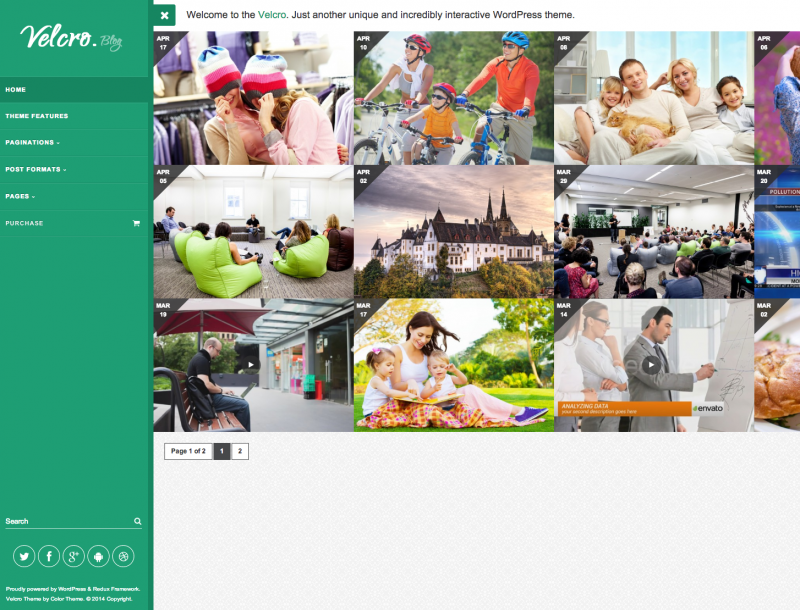 Velcro. Blog
HOME
THEME FEATURES
PAGINATIONS
POST FORMATS
PAGES
PURCHASE
Search
Proudly powered by WordPress & Redux Framework.
Velcro Theme by Color Theme. © 2014 Copyright.
Welcome to the Velcro. Just another unique and incredibly interactive WordPress theme.
APR
17
APR
10
APR
08
APR
06
APR
05
APR
02
MAR
29
MAR
20
POLLUTION
MAR
19
MAR
17
MAR
14
ANALYZING DATA
your second description goes here
envato
MAR
02
Page 1 of 2
1
2